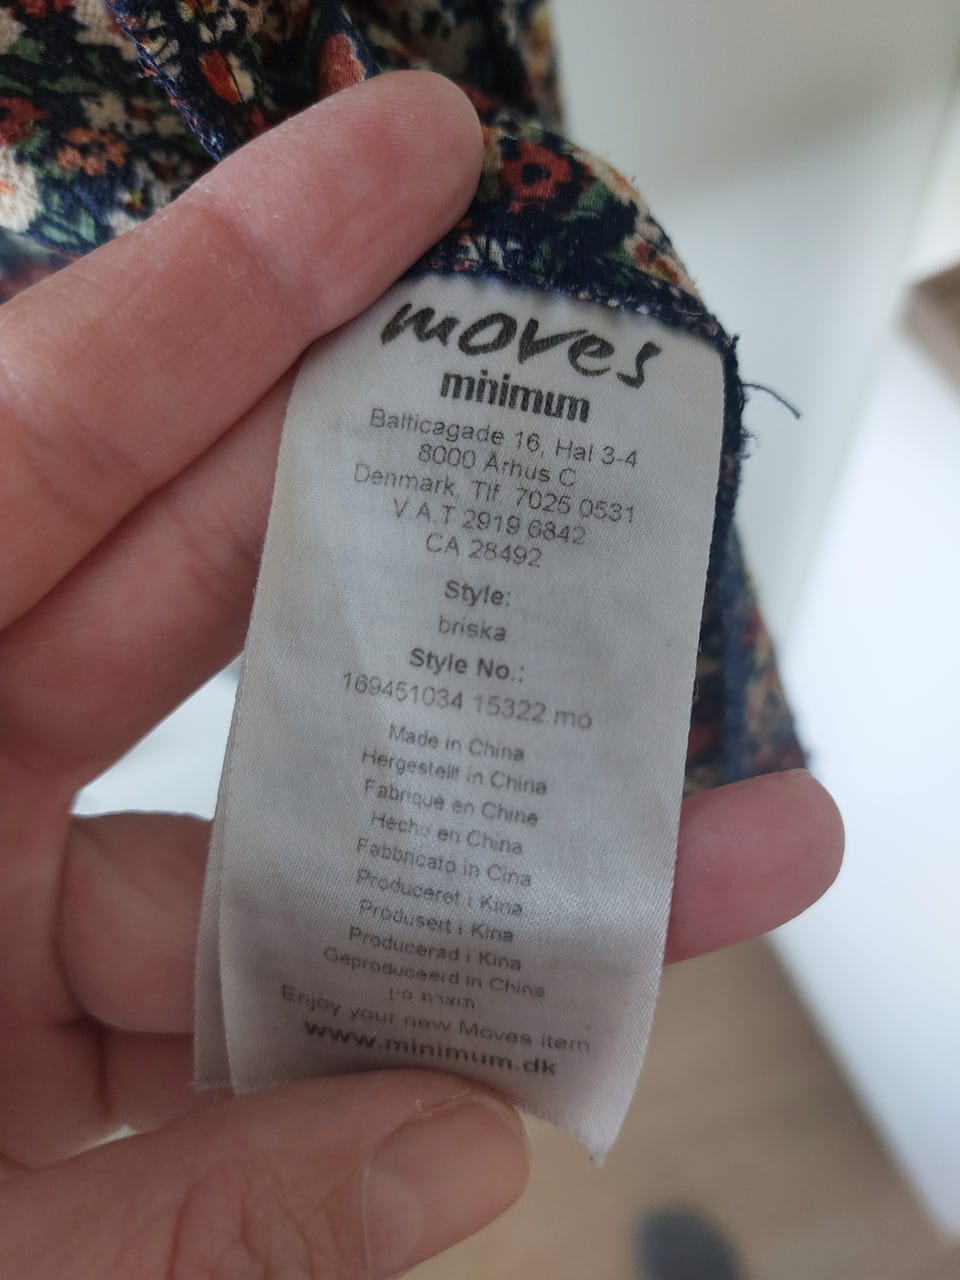 moves
minimum
Balticagade 16, Hal 3-4
8000 Århus C
Denmark, Tlf. 7025 0531
V.A.T 2919 6842
CA 28492
Style:
briska
Style No.:
169451034 15322 mo
Made in China
Hergestellt in China
Fabriqué en Chine
Hecho en China
Fabbricato in Cina
Produceret i Kina
Produsert i Kina
Producerad i Kina
Geproduceerd in China
תוצרת סין
Enjoy your new Moves item
www.minimum.dk